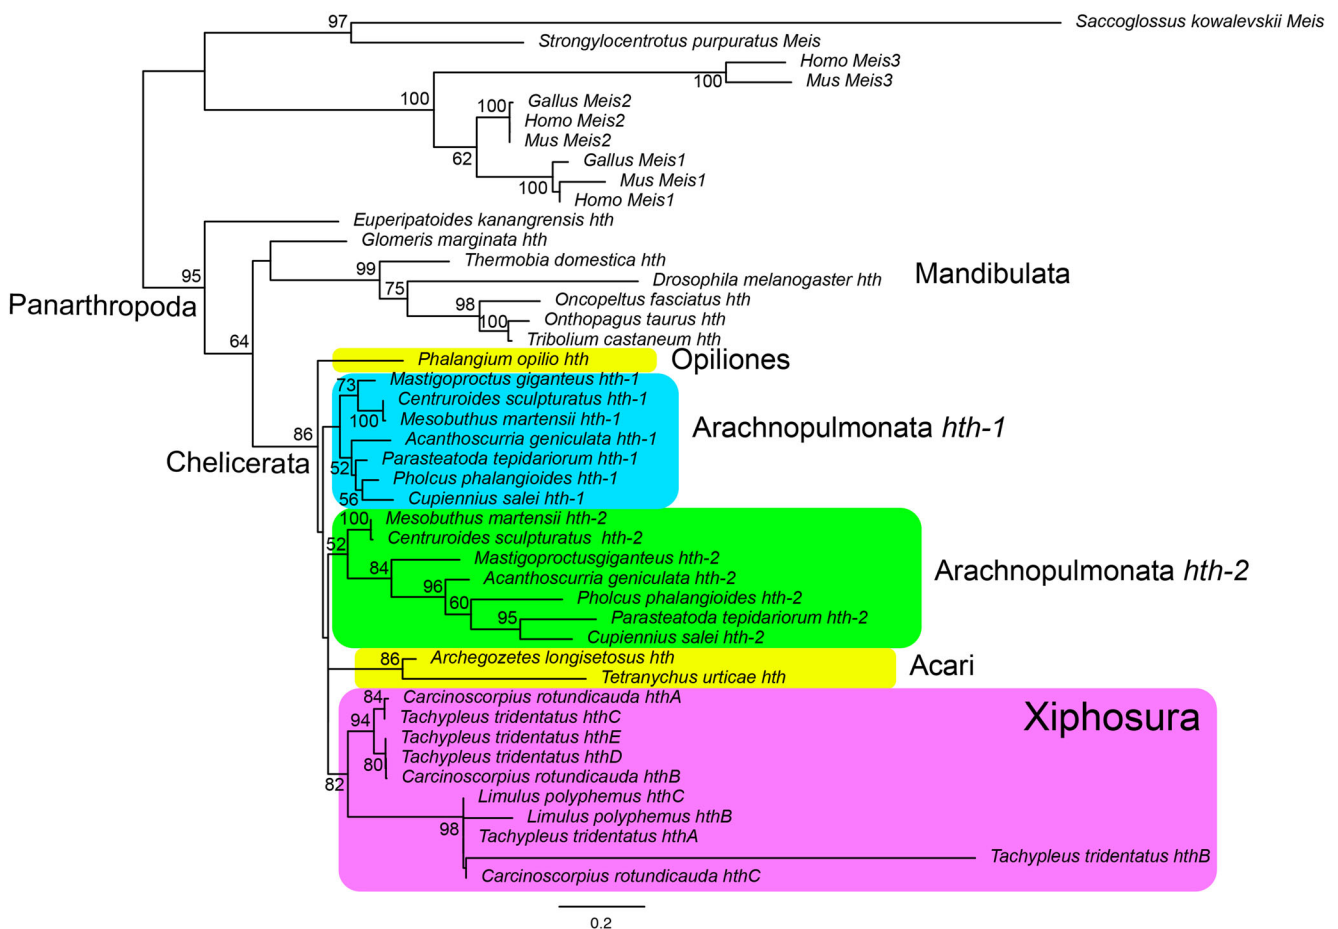 97
Saccoglossus kowalevskii Meis
Strongylocentrotus purpuratus Meis
Homo Meis3
100
Mus Meis3
100
100
Gallus Meis2
Homo Meis2
Mus Meis2
62
Gallus Meis1
100
Mus Meis1
Homo Meis1
Euperipatoides kanangrensis hth
Glomeris marginata hth
95
99
Thermobia domestica hth
Mandibulata
75
Drosophila melanogaster hth
Panarthropoda
98
Oncopeltus fasciatus hth
100
Onthopagus taurus hth
64
Tribolium castaneum hth
Phalangium opilio hth
Opiliones
73
Mastigoproctus giganteus hth-1
Centruroides sculpturatus hth-1
100
Mesobuthus martensii hth-1
Arachnopulmonata hth-1
86
Acanthoscurria geniculata hth-1
Chelicerata
52
Parasteatoda tepidariorum hth-1
Pholcus phalangioides hth-1
56
Cupiennius salei hth-1
100
Mesobuthus martensii hth-2
52
Centruroides sculpturatus  hth-2
Mastigoproctusgiganteus hth-2
84
Arachnopulmonata hth-2
96
Acanthoscurria geniculata hth-2
60
Pholcus phalangioides hth-2
95
Parasteatoda tepidariorum hth-2
Cupiennius salei hth-2
86
Archegozetes longisetosus hth
Acari
Tetranychus urticae hth
84
Carcinoscorpius rotundicauda hthA
94
Tachypleus tridentatus hthC
Xiphosura
Tachypleus tridentatus hthE
80
Tachypleus tridentatus hthD
Carcinoscorpius rotundicauda hthB
82
Limulus polyphemus hthC
Limulus polyphemus hthB
98
Tachypleus tridentatus hthA
Tachypleus tridentatus hthB
Carcinoscorpius rotundicauda hthC
0.2